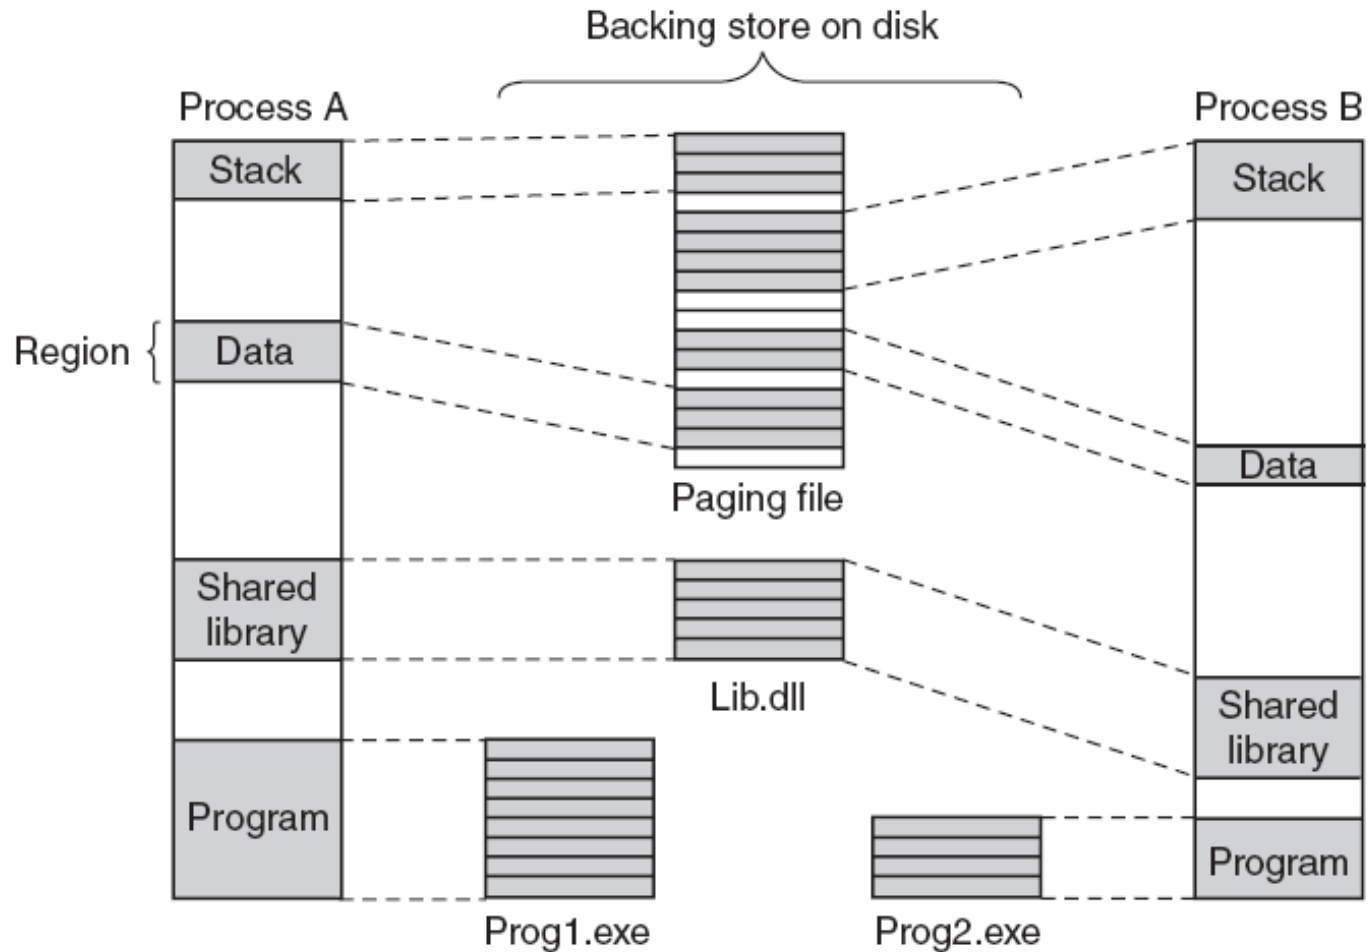 Backing store on disk
Process A
Process B
Stack
Stack
Region
Data
Data
Paging file
Shared
library
Lib.dll
Shared
library
Program
Program
Prog1.exe
Prog2.exe